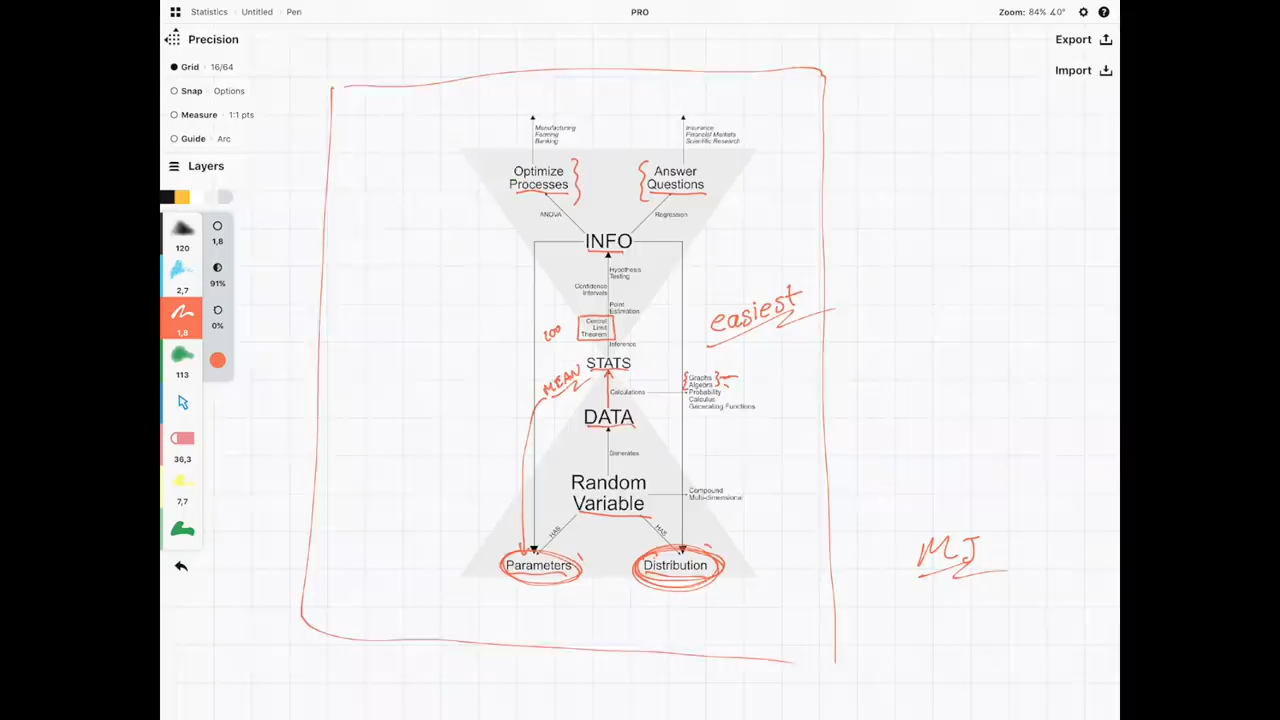 Statistics Untitled Pen
PRO
Zoom: 84% ∡0°
Precision
Export
Grid · 16/64
Import
Snap Options
Measure · 1:1 pts
Guide · Arc
Layers
120
2,7
1,8
113
36,3
7,7
1,8
91%
0%
Manufacturing
Farming
Banking
Insurance
Financial Markets
Scientific Research
Optimize
Processes
Answer
Questions
ANOVA
Regression
INFO
Hypothesis
Testing
Confidence
Intervals
Point
Estimation
Central
Limit
Theorem
Inference
easiest
STATS
MEAN
Calculations
Graphs
Algebra
Probability
Calculus
Generating Functions
DATA
Generates
Random
Variable
Compound
Multi-dimensional
HAS
HAS
Parameters
Distribution
MJ